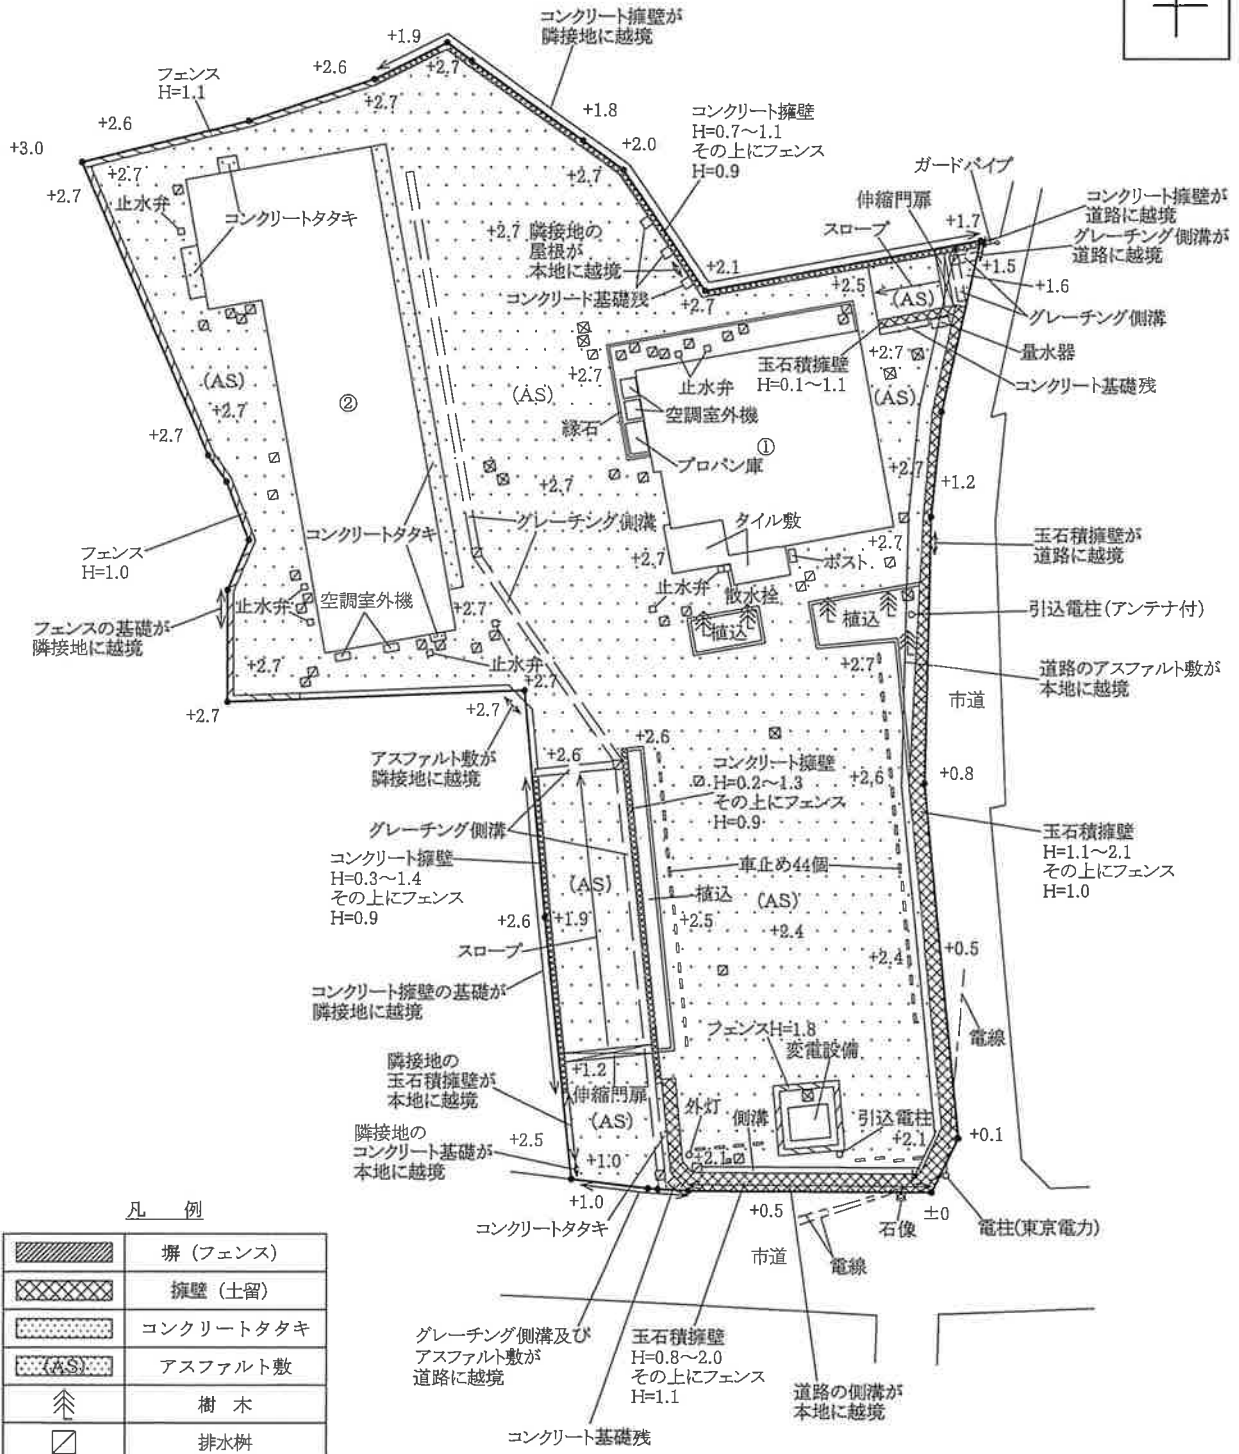 コンクリート擁壁が
隣接地に越境
+1.9
+2.6
+2.7
フェンス
H=1.1
+2.7
+2.6
+1.8
コンクリート擁壁
H=0.7〜1.1
その上にフェンス
H=0.9
+3.0
+2.0
ガードパイプ
+2.7
+2.7
+2.7
伸縮門扉
コンクリート擁壁が
道路に越境
止水弁
コンクリートタタキ
スロープ
+1.7
グレーチング側溝が
道路に越境
+2.7
隣接地の
屋根が
本地に越境
+2.1
+1.5
+1.6
+2.5
(AS)
コンクリート基礎残
+2.7
グレーチング側溝
量水器
玉石積擁壁
H=0.1〜1.1
+2.7
(AS)
+2.7
(AS)
+2.7
止水弁
コンクリート基礎残
(AS)
②
空調室外機
縁石
①
+2.7
プロパン庫
+2.7
+2.7
+1.2
コンクリートタタキ
グレーチング側溝
タイル敷
玉石積擁壁が
道路に越境
フェンス
H=1.0
+2.7
+2.7
ポスト
止水弁
散水栓
止水弁
空調室外機
+2.7
植込
植込
引込電柱(アンテナ付)
フェンスの基礎が
隣接地に越境
+2.7
止水弁
+2.7
道路のアスファルト敷が
本地に越境
+2.7
+2.7
+2.7
市道
アスファルト敷が
隣接地に越境
+2.6
+2.6
コンクリート擁壁
H=0.2〜1.3
その上にフェンス
H=0.9
+2.6
+0.8
グレーチング側溝
玉石積擁壁
H=1.1〜2.1
その上にフェンス
H=1.0
コンクリート擁壁
H=0.3〜1.4
その上にフェンス
H=0.9
車止め44個
(AS)
植込
(AS)
+2.6
+1.9
+2.5
+2.4
スロープ
+2.4
+0.5
コンクリート擁壁の基礎が
隣接地に越境
フェンスH=1.8
変電設備
電線
隣接地の
玉石積擁壁が
本地に越境
+1.2
伸縮門扉
(AS)
外灯
側溝
引込電柱
+2.1
+0.1
隣接地の
コンクリート基礎が
本地に越境
+2.5
+1.0
+2.1
+1.0
コンクリートタタキ
+0.5
石像
±0
電柱(東京電力)
市道
電線
グレーチング側溝及び
アスファルト敷が
道路に越境
玉石積擁壁
H=0.8〜2.0
その上にフェンス
H=1.1
道路の側溝が
本地に越境
コンクリート基礎残
凡 例
塀（フェンス）
擁壁（土留）
コンクリートタタキ
(AS)
アスファルト敷
樹 木
排水桝